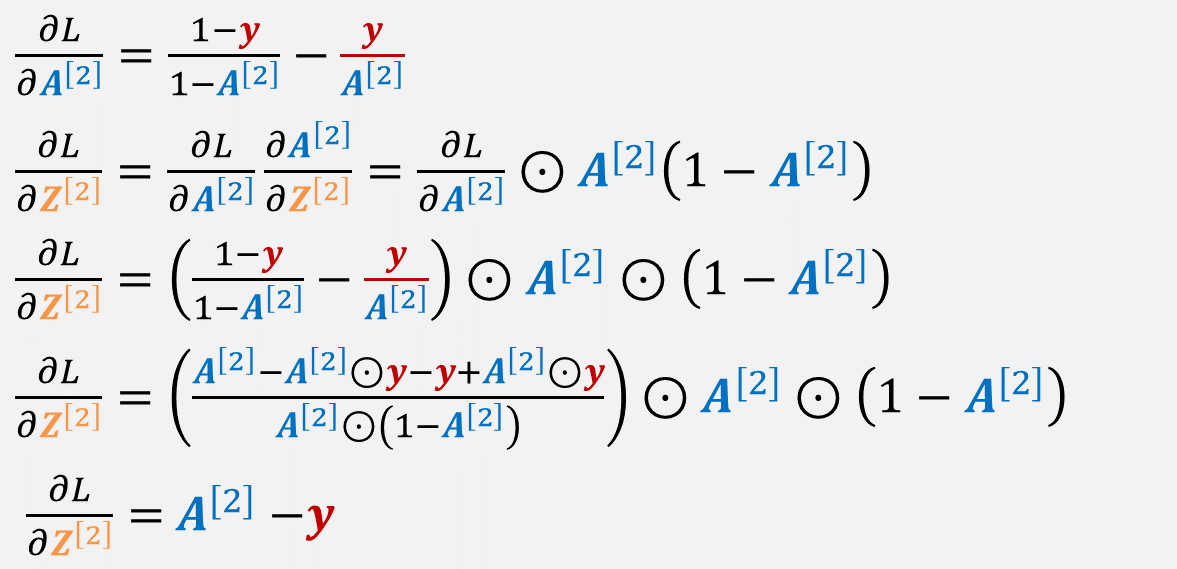 ∂L/∂A^[2] = (1−y)/(1−A^[2]) − y/A^[2]
∂L/∂Z^[2] = ∂L/∂A^[2] ∂A^[2]/∂Z^[2] = ∂L/∂A^[2] ⊙ A^[2](1 − A^[2])
∂L/∂Z^[2] = ((1−y)/(1−A^[2]) − y/A^[2]) ⊙ A^[2] ⊙ (1 − A^[2])
∂L/∂Z^[2] = ((A^[2]−A^[2]⊙y−y+A^[2]⊙y)/(A^[2]⊙(1−A^[2]))) ⊙ A^[2] ⊙ (1 − A^[2])
∂L/∂Z^[2] = A^[2] −y